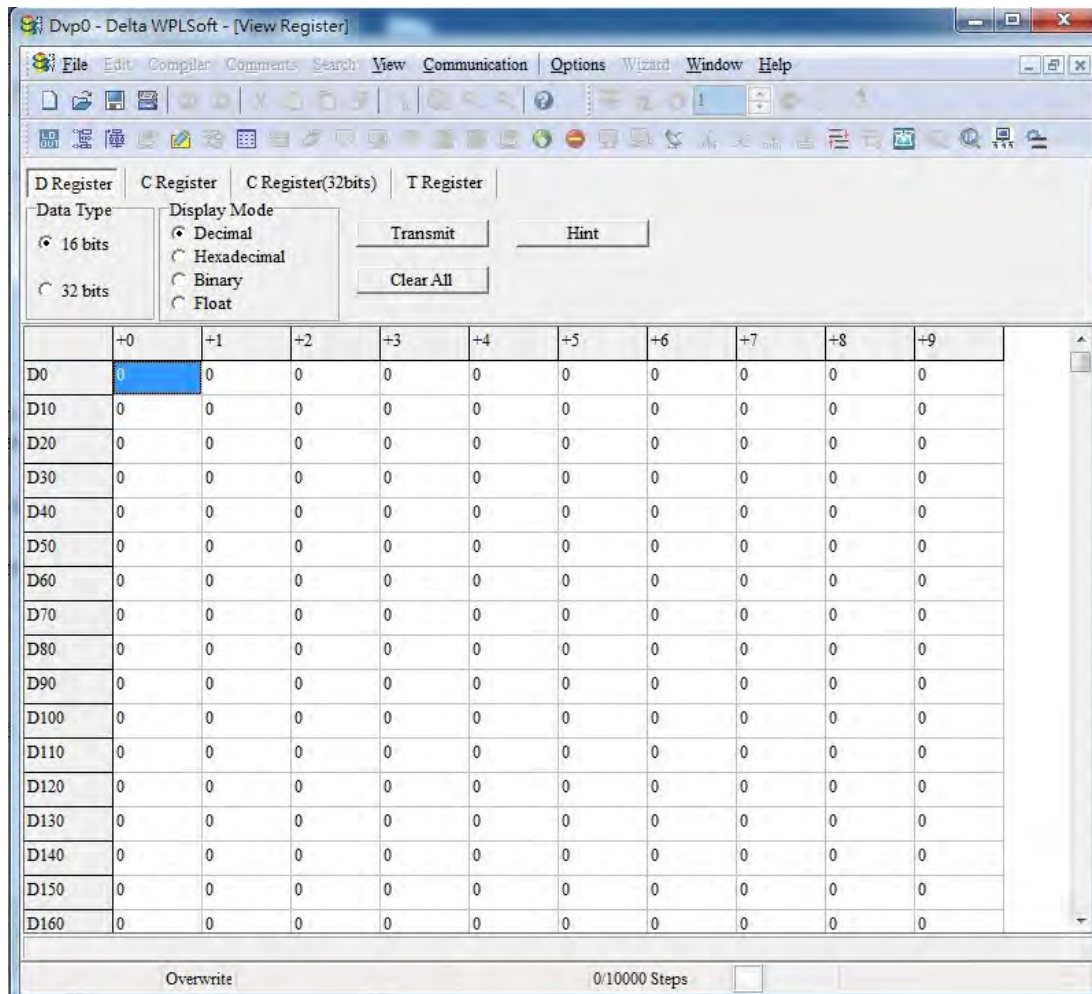 Dvp0 - Delta WPLSoft - [View Register]
File Edit Compiler Comments Search View Communication Options Wizard Window Help
1
D Register C Register C Register(32bits) T Register
Data Type Display Mode
16 bits Decimal Transmit Hint
Hexadecimal
32 bits Binary Clear All
Float
+0 +1 +2 +3 +4 +5 +6 +7 +8 +9
D0 0 0 0 0 0 0 0 0 0 0
D10 0 0 0 0 0 0 0 0 0 0
D20 0 0 0 0 0 0 0 0 0 0
D30 0 0 0 0 0 0 0 0 0 0
D40 0 0 0 0 0 0 0 0 0 0
D50 0 0 0 0 0 0 0 0 0 0
D60 0 0 0 0 0 0 0 0 0 0
D70 0 0 0 0 0 0 0 0 0 0
D80 0 0 0 0 0 0 0 0 0 0
D90 0 0 0 0 0 0 0 0 0 0
D100 0 0 0 0 0 0 0 0 0 0
D110 0 0 0 0 0 0 0 0 0 0
D120 0 0 0 0 0 0 0 0 0 0
D130 0 0 0 0 0 0 0 0 0 0
D140 0 0 0 0 0 0 0 0 0 0
D150 0 0 0 0 0 0 0 0 0 0
D160 0 0 0 0 0 0 0 0 0 0
Overwrite 0/10000 Steps